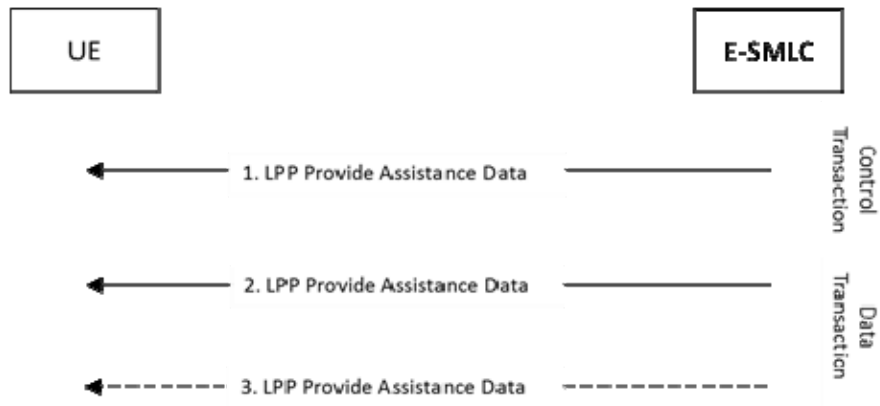 UE
E-SMLC
1. LPP Provide Assistance Data
Control
Transaction
2. LPP Provide Assistance Data
Data
Transaction
3. LPP Provide Assistance Data